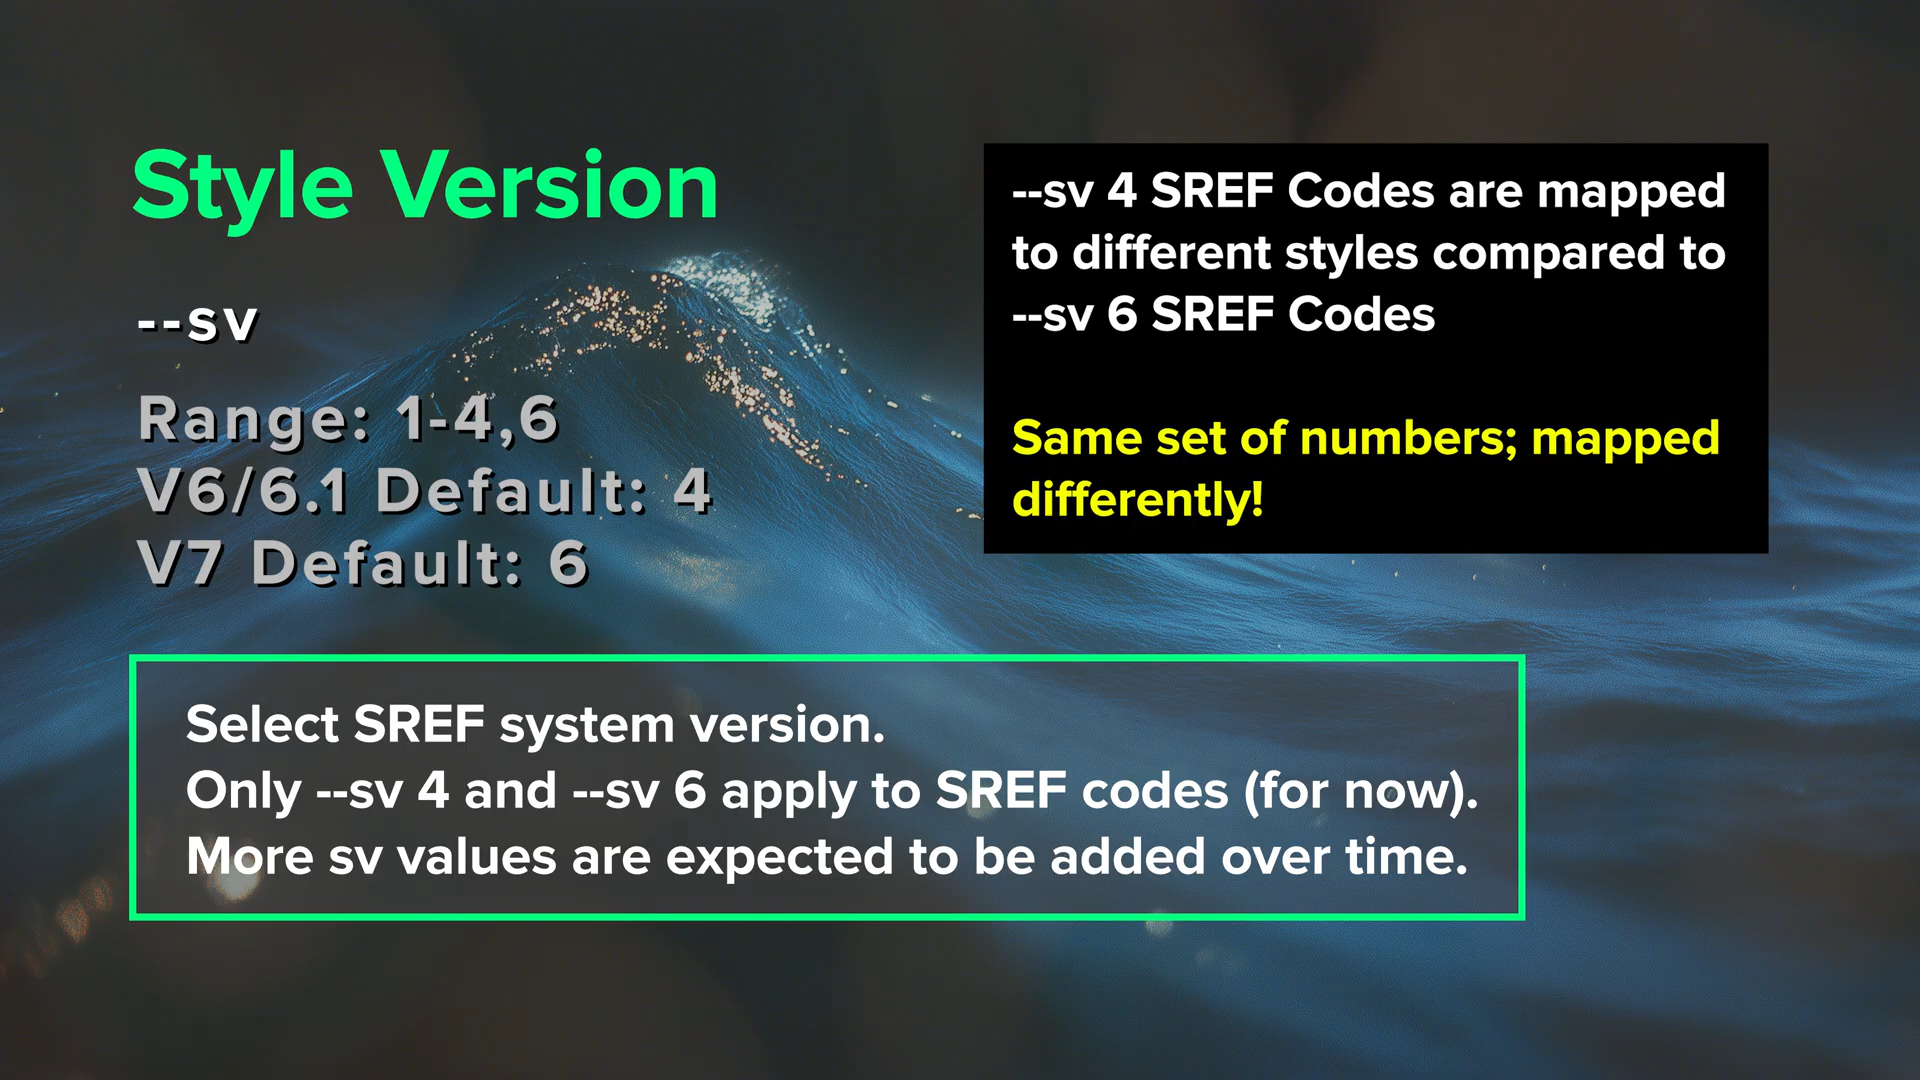 Style Version
--sv
Range: 1-4,6
V6/6.1 Default: 4
V7 Default: 6
--sv 4 SREF Codes are mapped
to different styles compared to
--sv 6 SREF Codes
Same set of numbers; mapped
differently!
Select SREF system version.
Only --sv 4 and --sv 6 apply to SREF codes (for now).
More sv values are expected to be added over time.